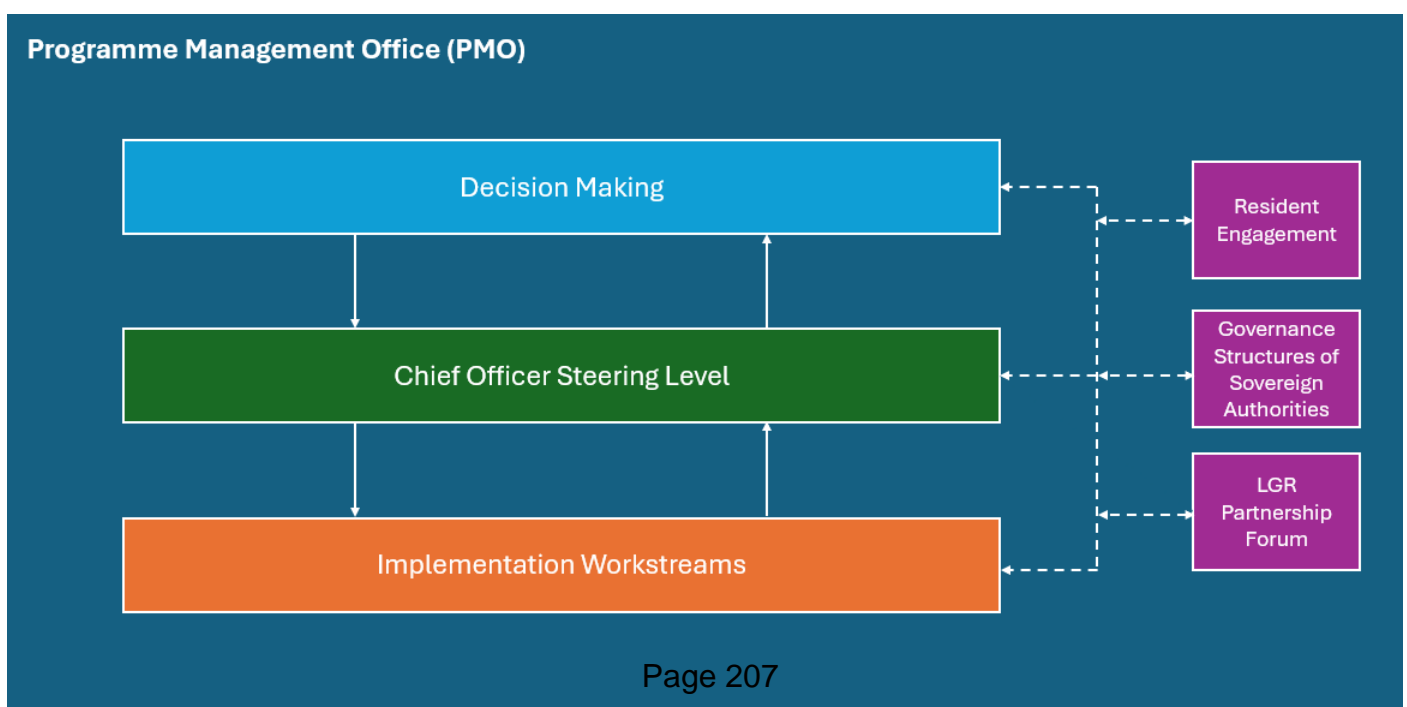 Programme Management Office (PMO)
Decision Making
Resident
Engagement
Chief Officer Steering Level
Governance
Structures of
Sovereign
Authorities
Implementation Workstreams
LGR
Partnership
Forum
Page 207